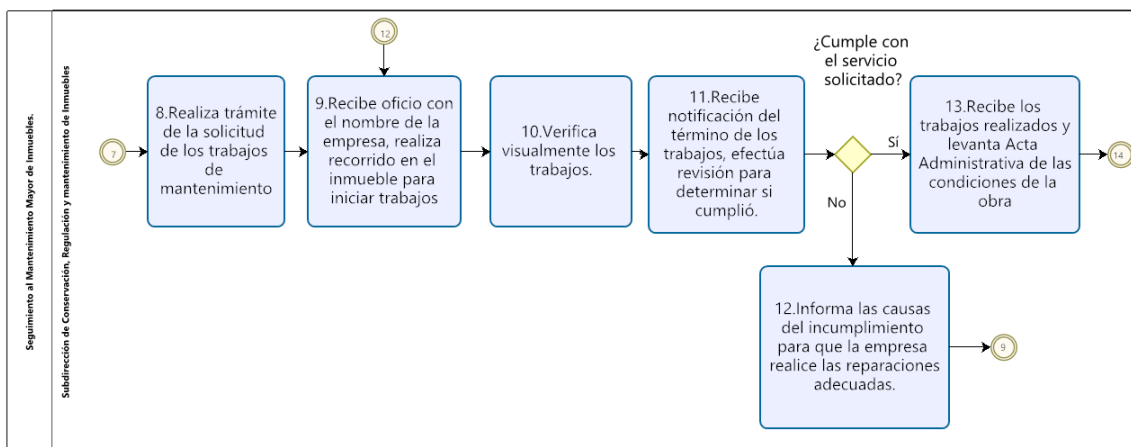 Seguimiento al Mantenimiento Mayor de Inmuebles.
Subdirección de Conservación, Regulación y mantenimiento de Inmuebles
7
8.Realiza trámite
de la solicitud
de los trabajos
de
mantenimiento
12
9.Recibe oficio con
el nombre de la
empresa, realiza
recorrido en el
inmueble para
iniciar trabajos
10.Verifica
visualmente los
trabajos.
11.Recibe
notificación del
término de los
trabajos, efectúa
revisión para
determinar si
cumplió.
¿Cumple con
el servicio
solicitado?
Sí
No
13.Recibe los
trabajos realizados y
levanta Acta
Administrativa de las
condiciones de la
obra
14
12.Informa las causas
del incumplimiento
para que la empresa
realice las reparaciones
adecuadas.
9